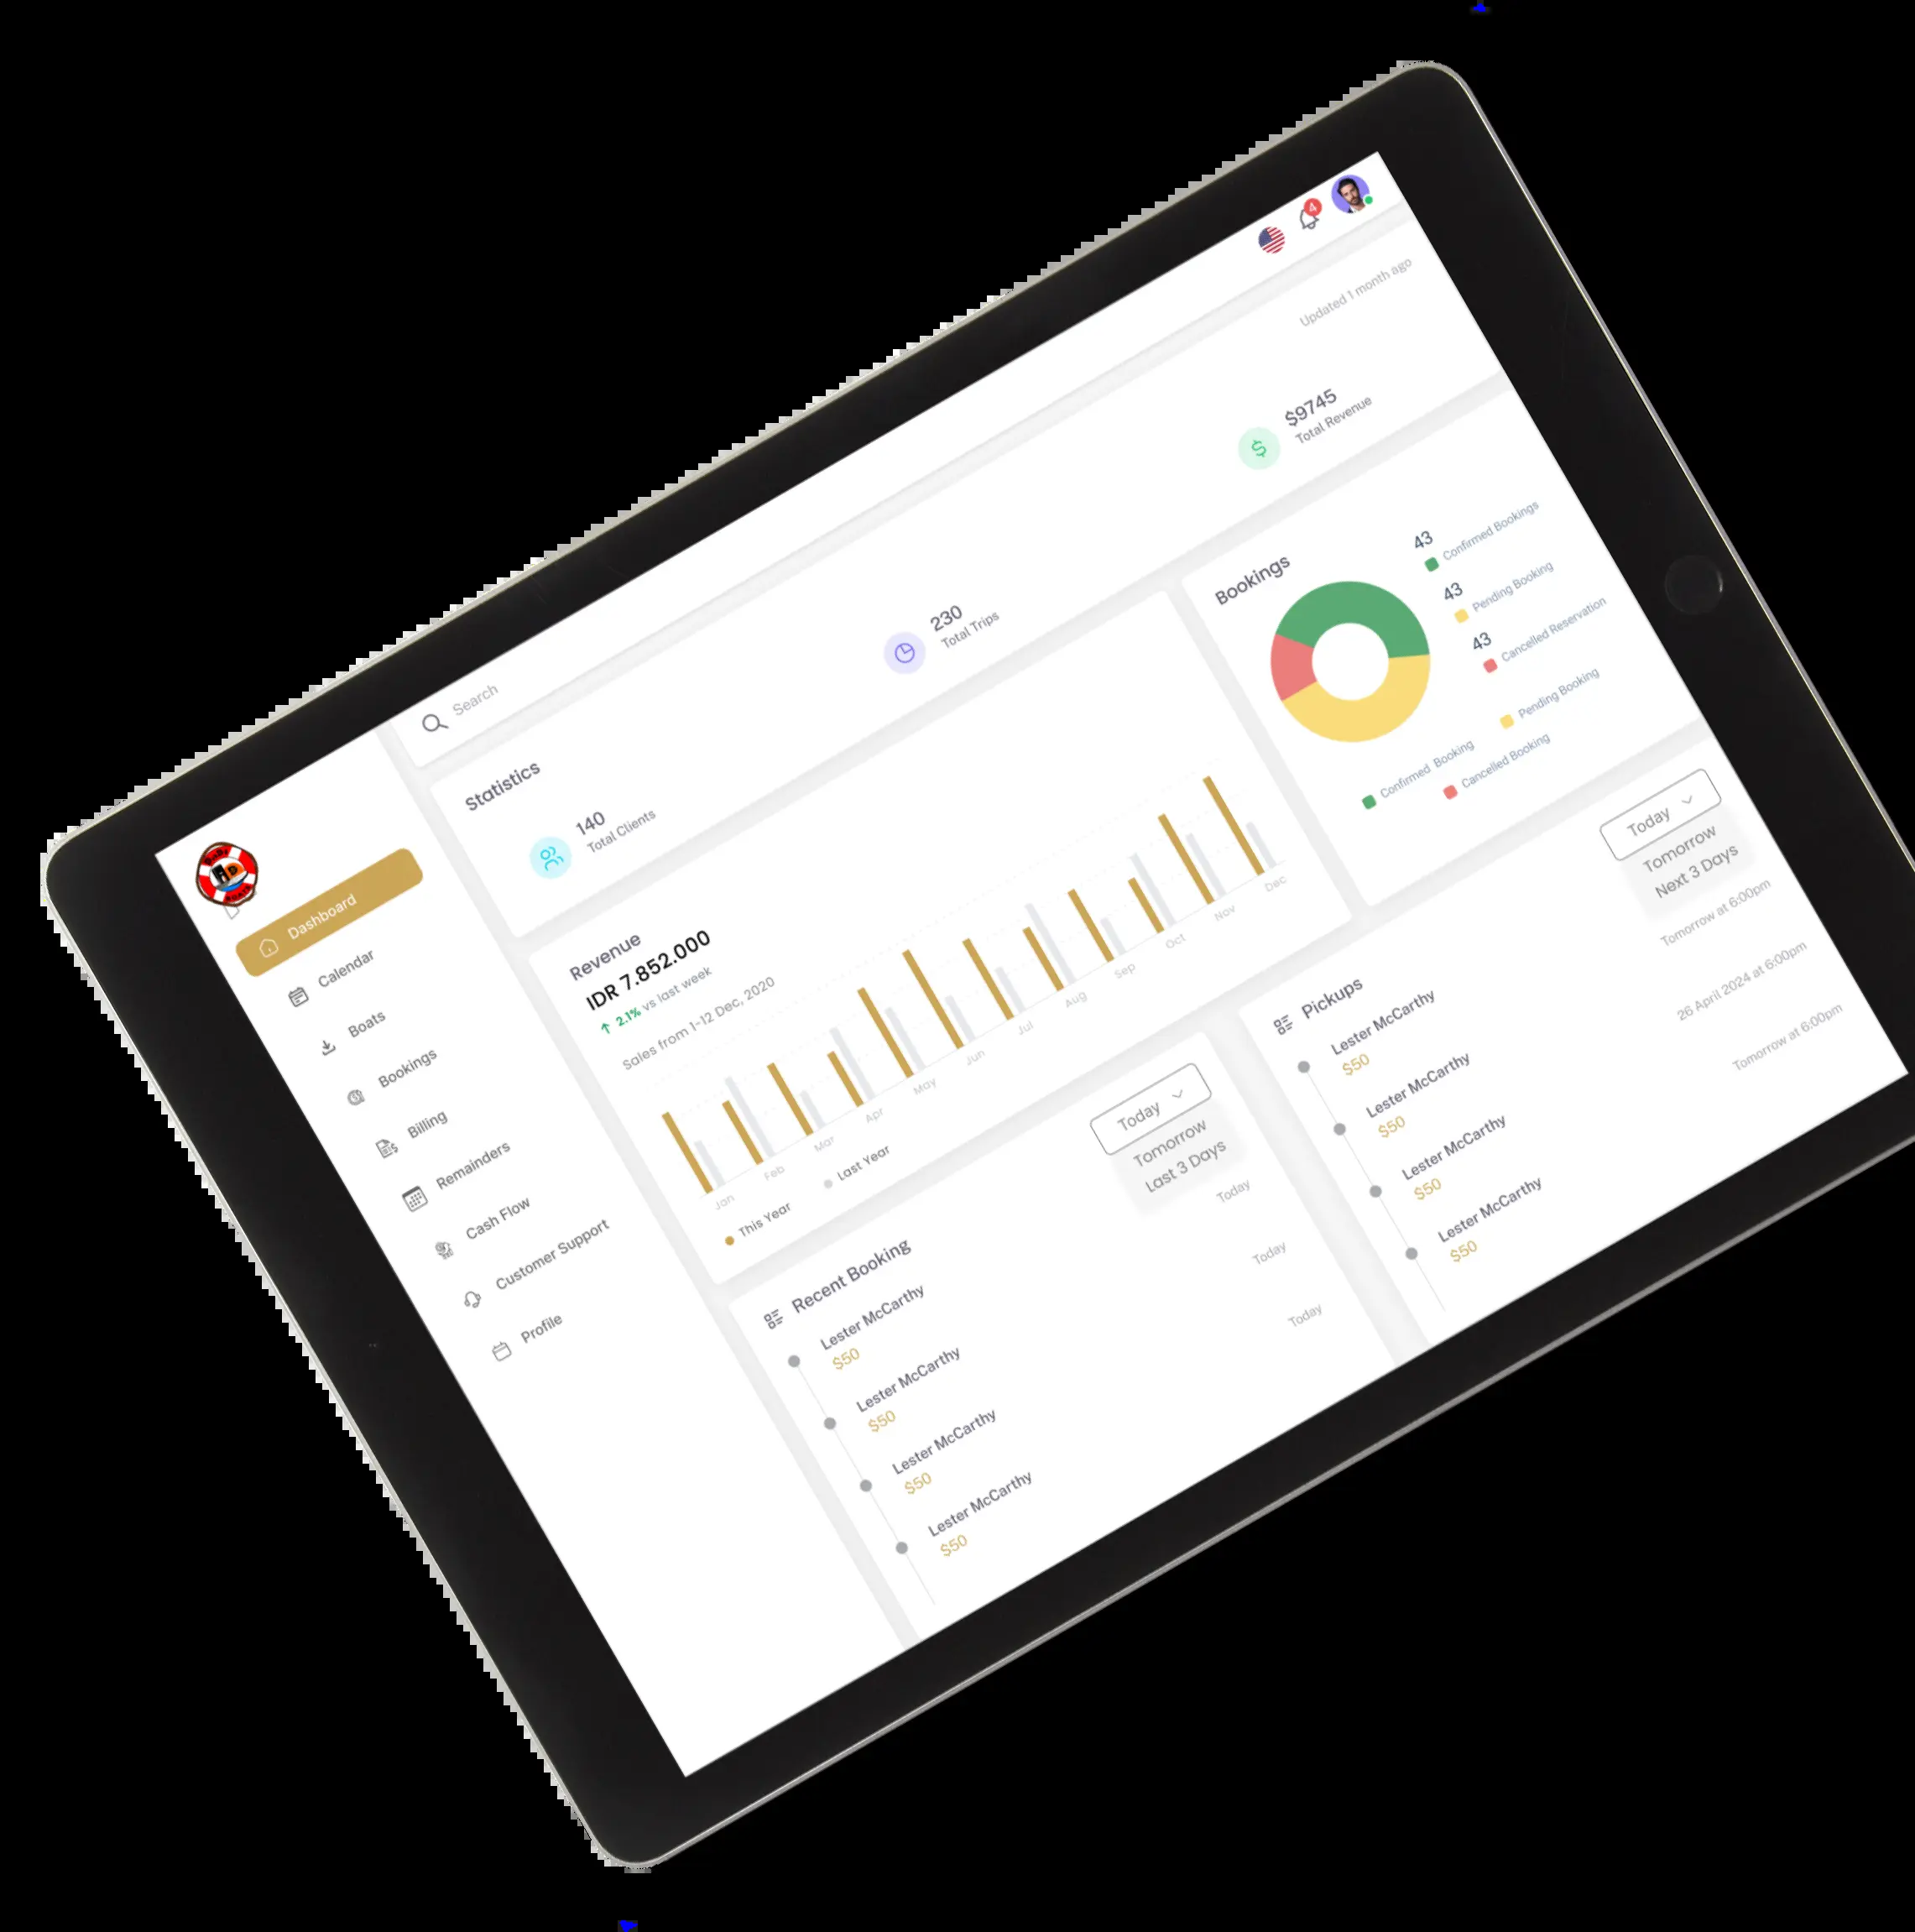 4
Search
Updated 1 month ago
Statistics
140
Total Clients
230
Total Trips
$9745
Total Revenue
Dashboard
Calendar
Boats
Bookings
Billing
Remainders
Cash Flow
Customer Support
Profile
Revenue
IDR 7.852.000
2.1% vs last week
Sales from 1-12 Dec, 2020
Jan
Feb
Mar
Apr
May
Jun
Jul
Aug
Sep
Oct
Nov
Dec
This Year
Last Year
Bookings
43
Confirmed Bookings
43
Pending Booking
43
Cancelled Reservation
Pending Booking
Confirmed Booking
Cancelled Booking
Recent Booking
Today
Tomorrow
Last 3 Days
Lester McCarthy
$50
Today
Lester McCarthy
$50
Today
Lester McCarthy
$50
Today
Lester McCarthy
$50
Pickups
Today
Tomorrow
Next 3 Days
Lester McCarthy
$50
Tomorrow at 6:00pm
Lester McCarthy
$50
26 April 2024 at 6:00pm
Lester McCarthy
$50
Tomorrow at 6:00pm
Lester McCarthy
$50